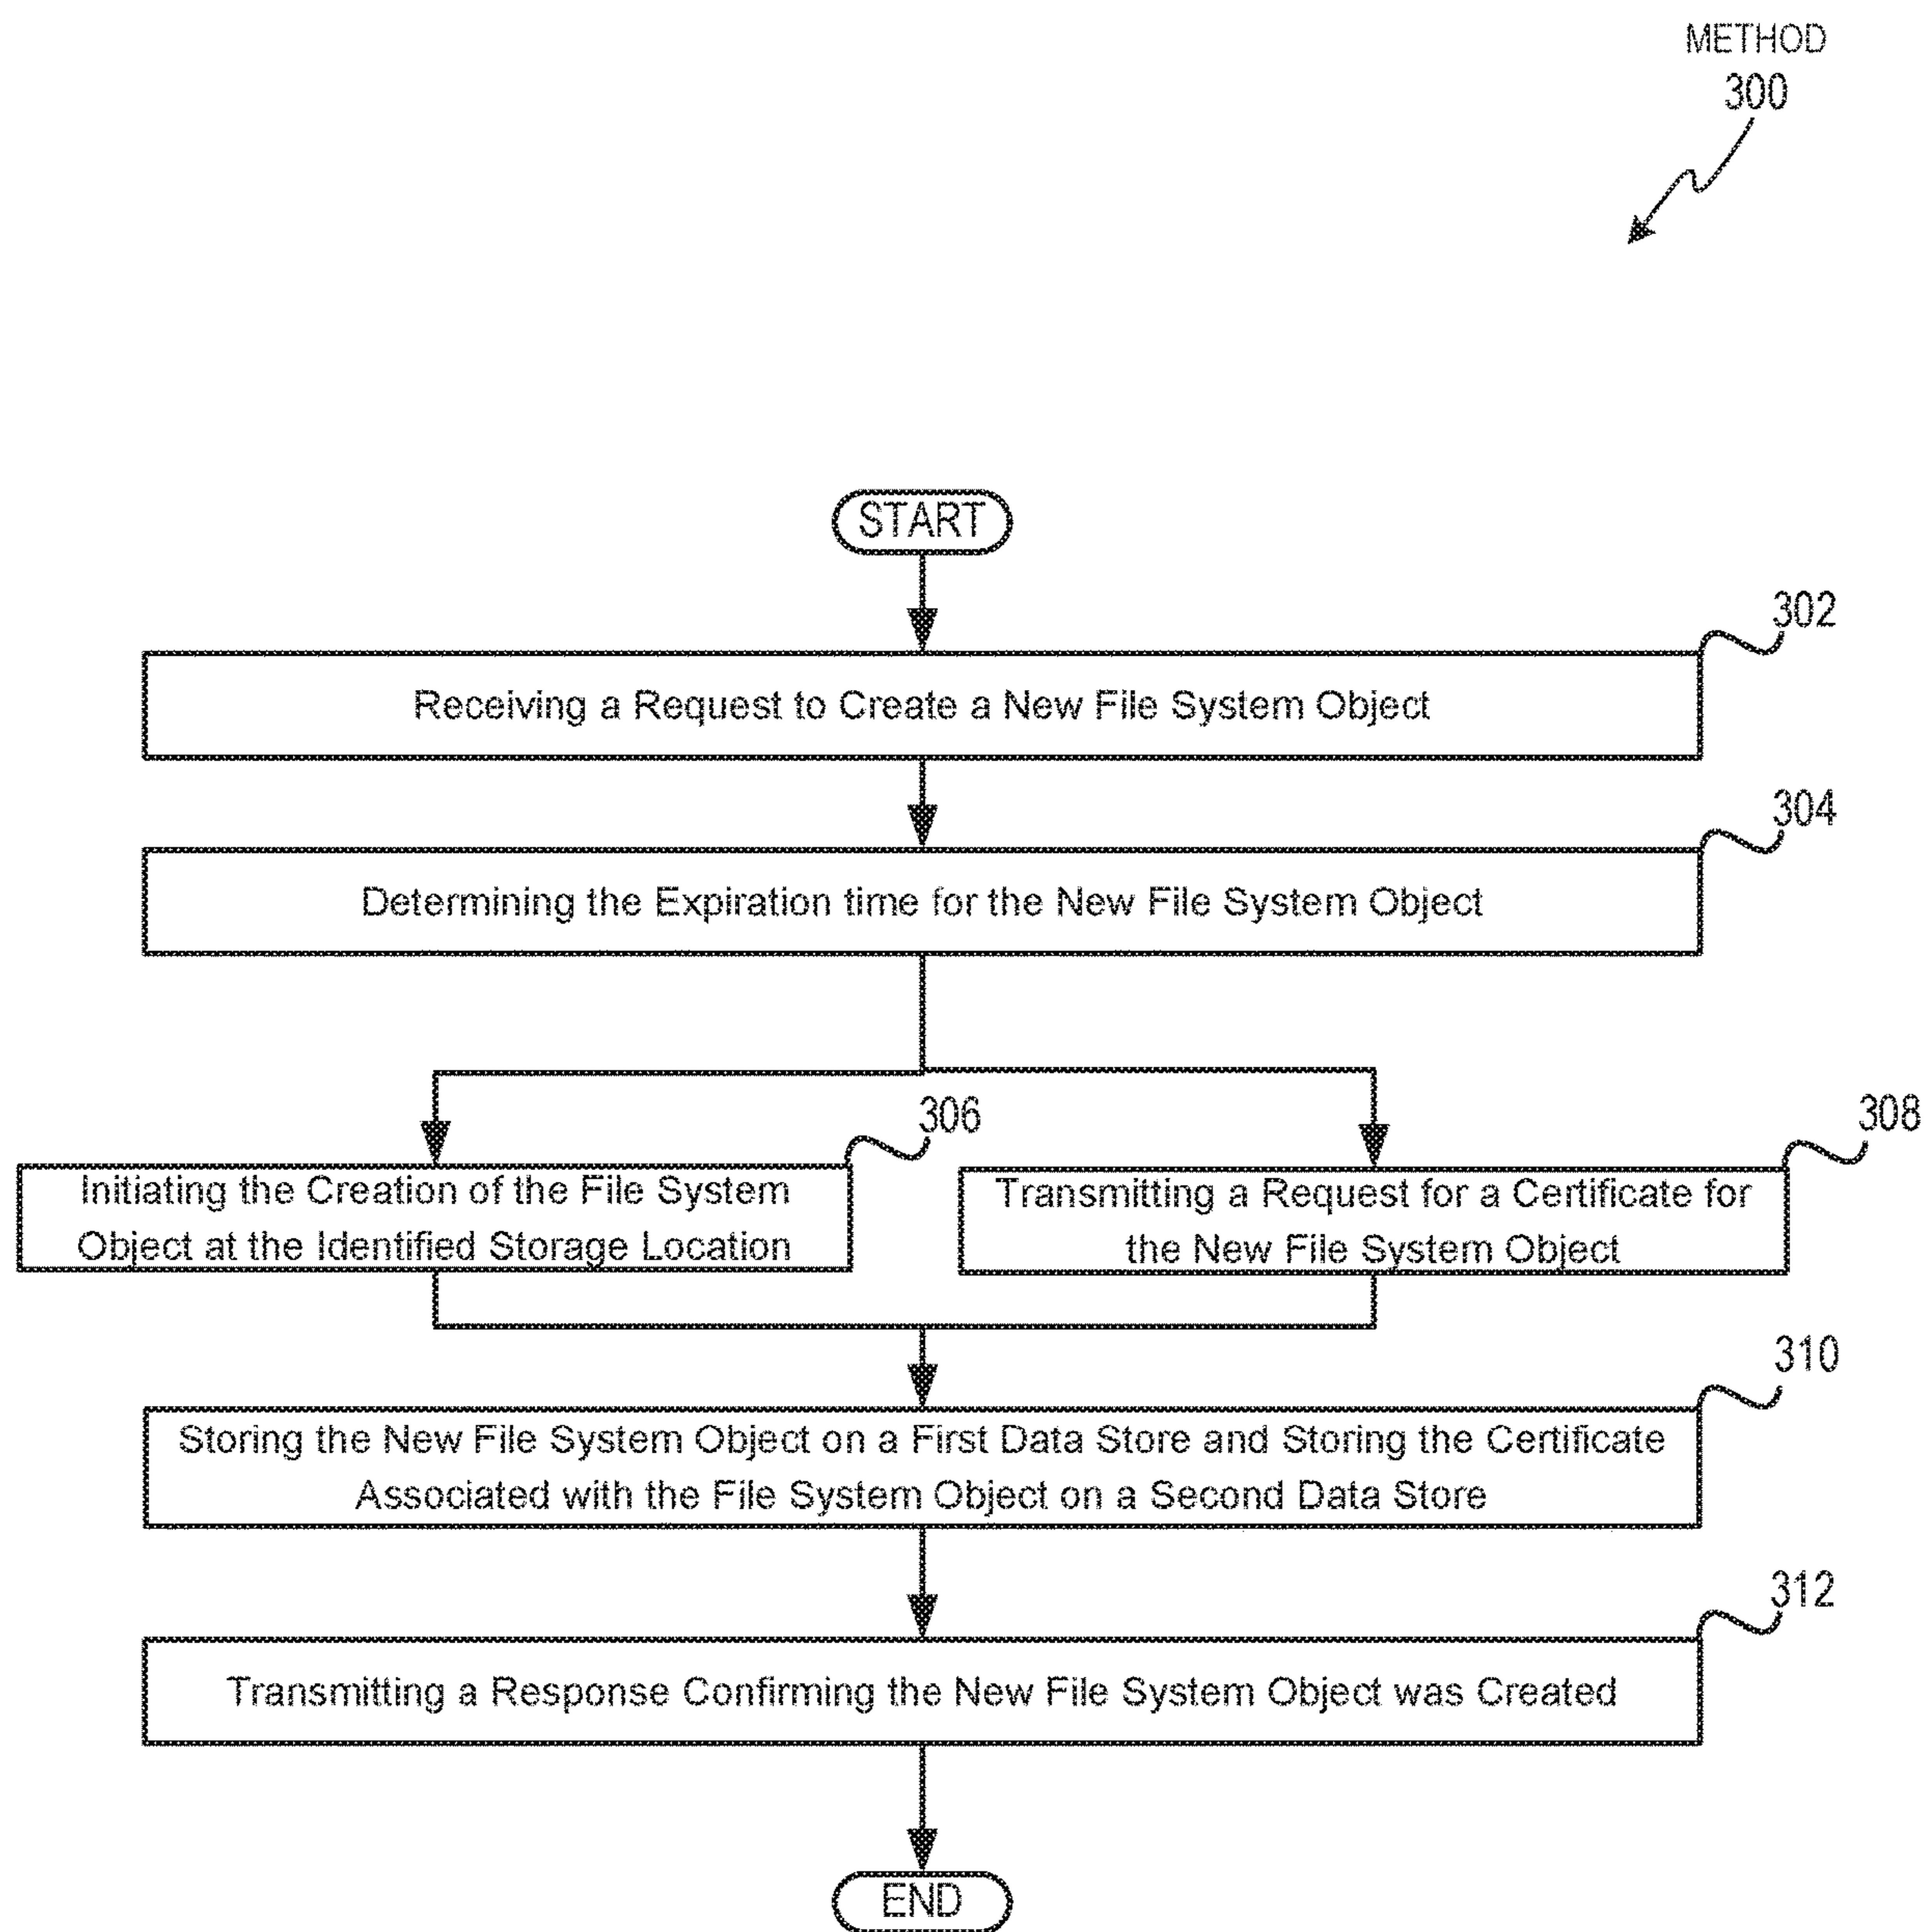 METHOD
300
START
302
Receiving a Request to Create a New File System Object
304
Determining the Expiration time for the New File System Object
306
Initiating the Creation of the File System
Object at the Identified Storage Location
308
Transmitting a Request for a Certificate for
the New File System Object
310
Storing the New File System Object on a First Data Store and Storing the Certificate
Associated with the File System Object on a Second Data Store
312
Transmitting a Response Confirming the New File System Object was Created
END